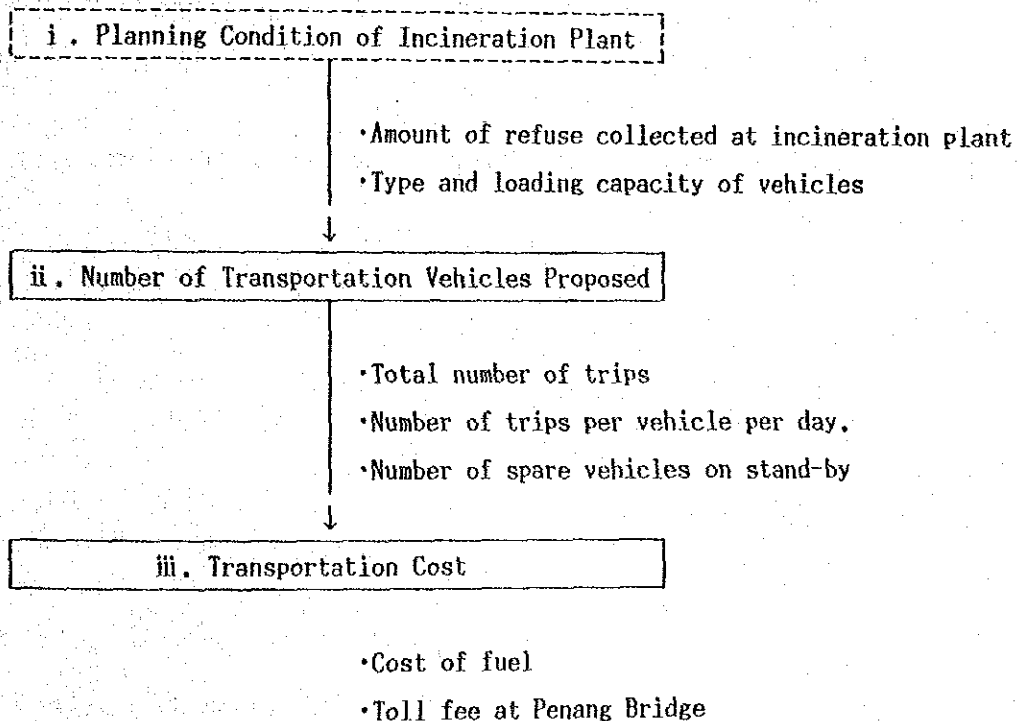 i. Planning Condition of Incineration Plant
・Amount of refuse collected at incineration plant
・Type and loading capacity of vehicles
ii. Number of Transportation Vehicles Proposed
・Total number of trips
・Number of trips per vehicle per day.
・Number of spare vehicles on stand-by
iii. Transportation Cost
・Cost of fuel
・Toll fee at Penang Bridge